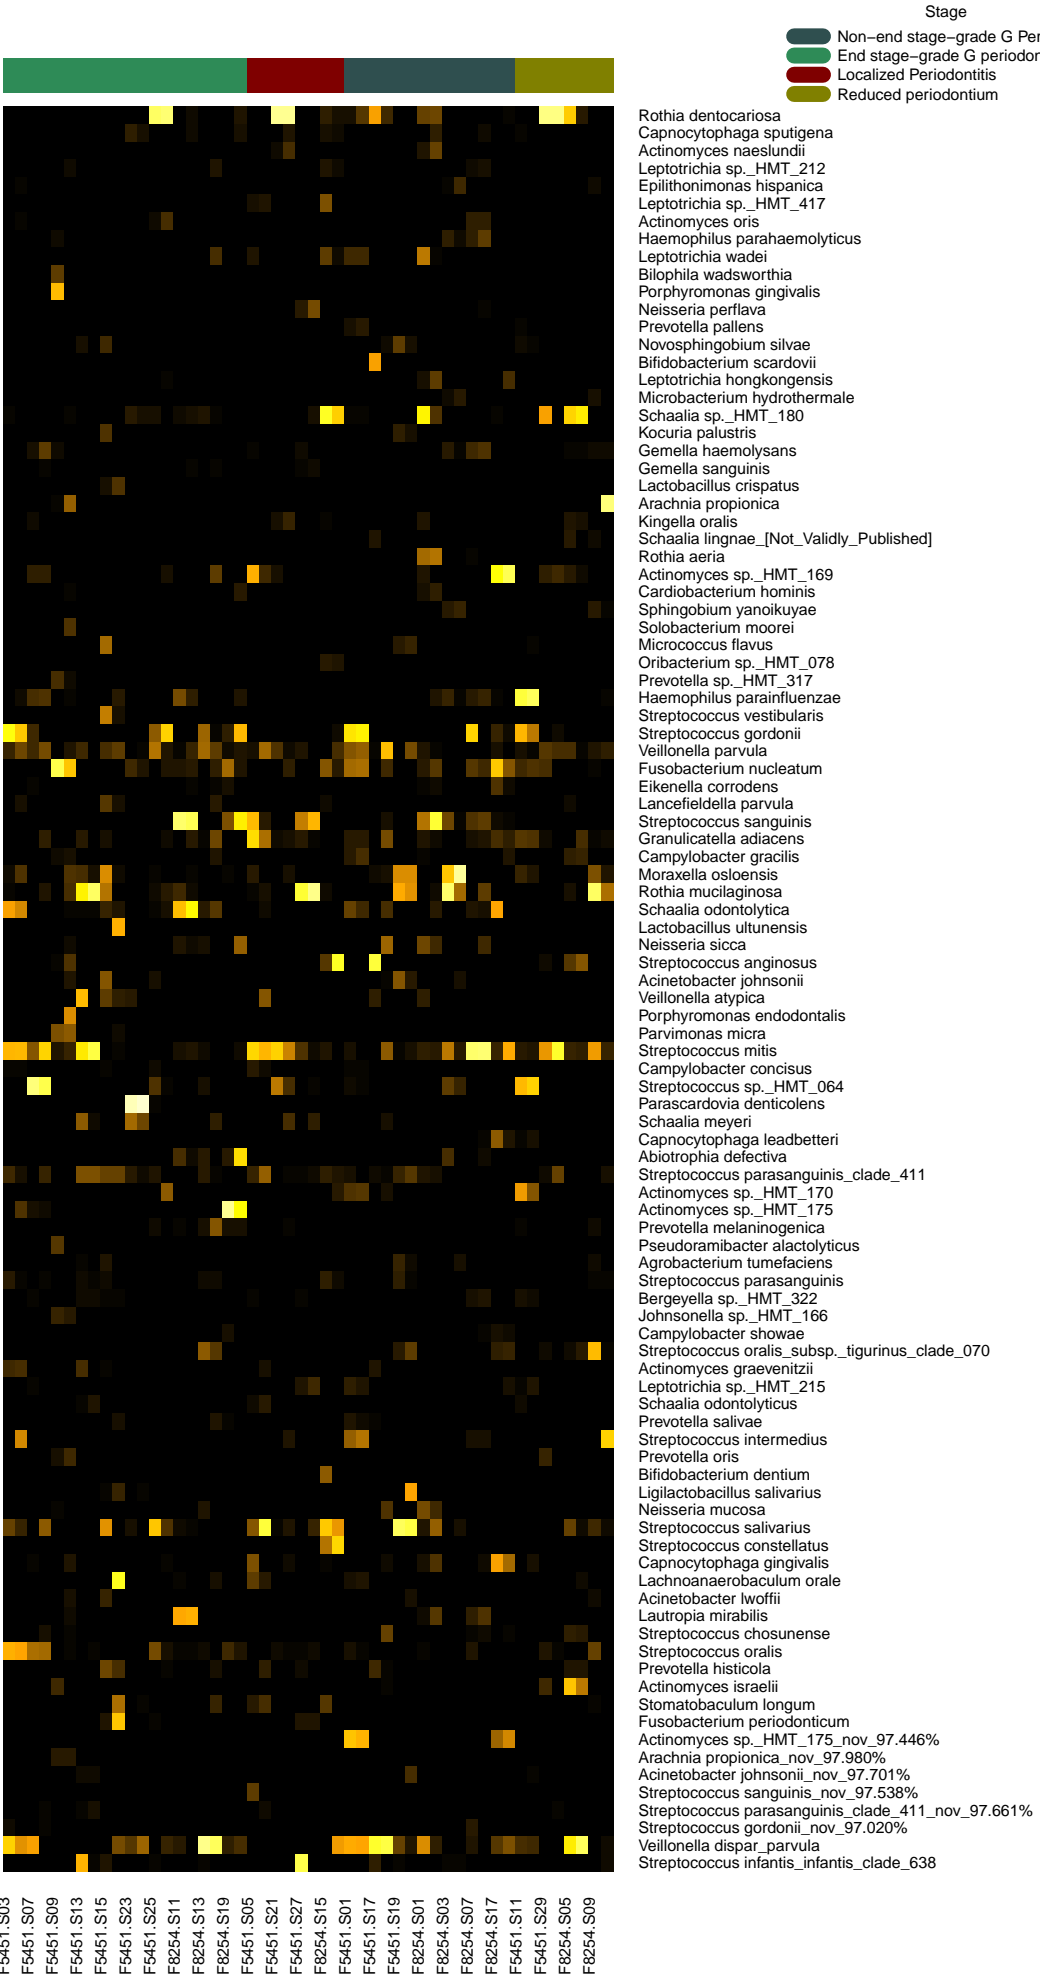 Stage
Non−end stage−grade G Per
End stage−grade G periodon
Localized Periodontitis
Reduced periodontium
Rothia dentocariosa
Capnocytophaga sputigena
Actinomyces naeslundii
Leptotrichia sp._HMT_212
Epilithonimonas hispanica
Leptotrichia sp._HMT_417
Actinomyces oris
Haemophilus parahaemolyticus
Leptotrichia wadei
Bilophila wadsworthia
Porphyromonas gingivalis
Neisseria perflava
Prevotella pallens
Novosphingobium silvae
Bifidobacterium scardovii
Leptotrichia hongkongensis
Microbacterium hydrothermale
Schaalia sp._HMT_180
Kocuria palustris
Gemella haemolysans
Gemella sanguinis
Lactobacillus crispatus
Arachnia propionica
Kingella oralis
Schaalia lingnae_[Not_Validly_Published]
Rothia aeria
Actinomyces sp._HMT_169
Cardiobacterium hominis
Sphingobium yanoikuyae
Solobacterium moorei
Micrococcus flavus
Oribacterium sp._HMT_078
Prevotella sp._HMT_317
Haemophilus parainfluenzae
Streptococcus vestibularis
Streptococcus gordonii
Veillonella parvula
Fusobacterium nucleatum
Eikenella corrodens
Lancefieldella parvula
Streptococcus sanguinis
Granulicatella adiacens
Campylobacter gracilis
Moraxella osloensis
Rothia mucilaginosa
Schaalia odontolytica
Lactobacillus ultunensis
Neisseria sicca
Streptococcus anginosus
Acinetobacter johnsonii
Veillonella atypica
Porphyromonas endodontalis
Parvimonas micra
Streptococcus mitis
Campylobacter concisus
Streptococcus sp._HMT_064
Parascardovia denticolens
Schaalia meyeri
Capnocytophaga leadbetteri
Abiotrophia defectiva
Streptococcus parasanguinis_clade_411
Actinomyces sp._HMT_170
Actinomyces sp._HMT_175
Prevotella melaninogenica
Pseudoramibacter alactolyticus
Agrobacterium tumefaciens
Streptococcus parasanguinis
Bergeyella sp._HMT_322
Johnsonella sp._HMT_166
Campylobacter showae
Streptococcus oralis_subsp._tigurinus_clade_070
Actinomyces graevenitzii
Leptotrichia sp._HMT_215
Schaalia odontolyticus
Prevotella salivae
Streptococcus intermedius
Prevotella oris
Bifidobacterium dentium
Ligilactobacillus salivarius
Neisseria mucosa
Streptococcus salivarius
Streptococcus constellatus
Capnocytophaga gingivalis
Lachnoanaerobaculum orale
Acinetobacter lwoffii
Lautropia mirabilis
Streptococcus chosunense
Streptococcus oralis
Prevotella histicola
Actinomyces israelii
Stomatobaculum longum
Fusobacterium periodonticum
Actinomyces sp._HMT_175_nov_97.446%
Arachnia propionica_nov_97.980%
Acinetobacter johnsonii_nov_97.701%
Streptococcus sanguinis_nov_97.538%
Streptococcus parasanguinis_clade_411_nov_97.661%
Streptococcus gordonii_nov_97.020%
Veillonella dispar_parvula
Streptococcus infantis_infantis_clade_638
F5451.S03
F5451.S07
F5451.S09
F5451.S13
F5451.S15
F5451.S23
F5451.S25
F8254.S11
F8254.S13
F8254.S19
F5451.S05
F5451.S21
F5451.S27
F8254.S15
F5451.S01
F5451.S17
F5451.S19
F8254.S01
F8254.S03
F8254.S07
F8254.S17
F5451.S11
F5451.S29
F8254.S05
F8254.S09